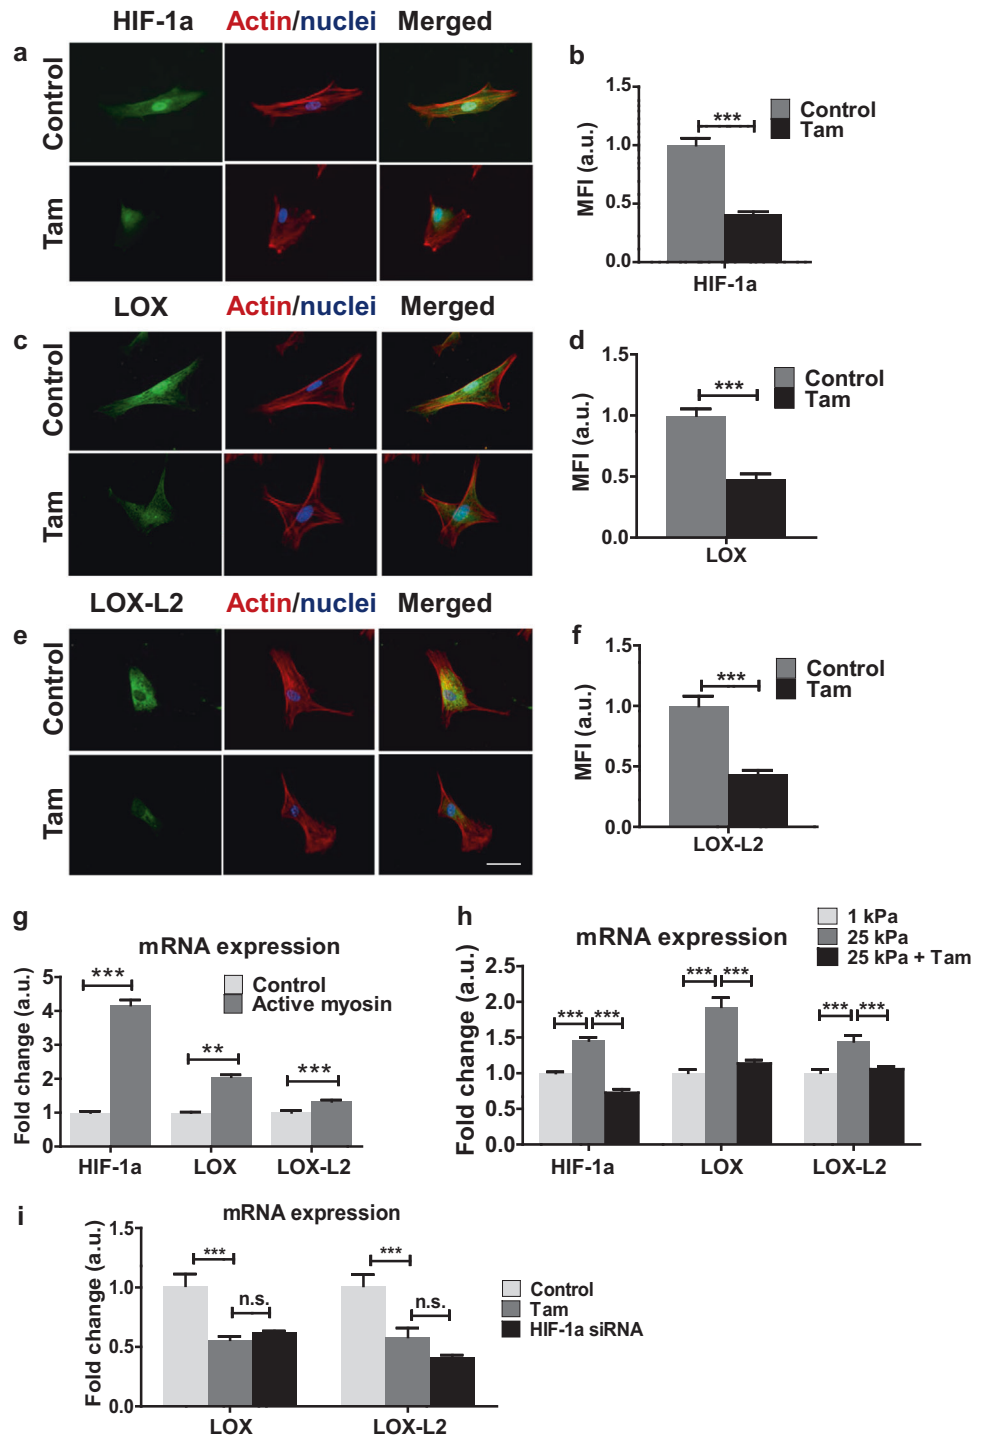 HIF-1a Actin/nuclei Merged
a
Control
Tam
b
1.5
1.0
0.5
0.0
MFI (a.u.)
***
Control
Tam
HIF-1a
LOX Actin/nuclei Merged
c
Control
Tam
d
1.5
1.0
0.5
0.0
MFI (a.u.)
***
Control
Tam
LOX
LOX-L2 Actin/nuclei Merged
e
Control
Tam
f
1.5
1.0
0.5
0.0
MFI (a.u.)
***
Control
Tam
LOX-L2
g
mRNA expression
Fold change (a.u.)
5
4
3
2
1
0
***
**
***
Control
Active myosin
HIF-1a LOX LOX-L2
h
mRNA expression
1 kPa
25 kPa
25 kPa + Tam
Fold change (a.u.)
2.5
2.0
1.5
1.0
0.5
0.0
*** ***
*** ***
*** ***
HIF-1a LOX LOX-L2
i
mRNA expression
Fold change (a.u.)
1.5
1.0
0.5
0.0
***
n.s.
***
n.s.
Control
Tam
HIF-1a siRNA
LOX LOX-L2